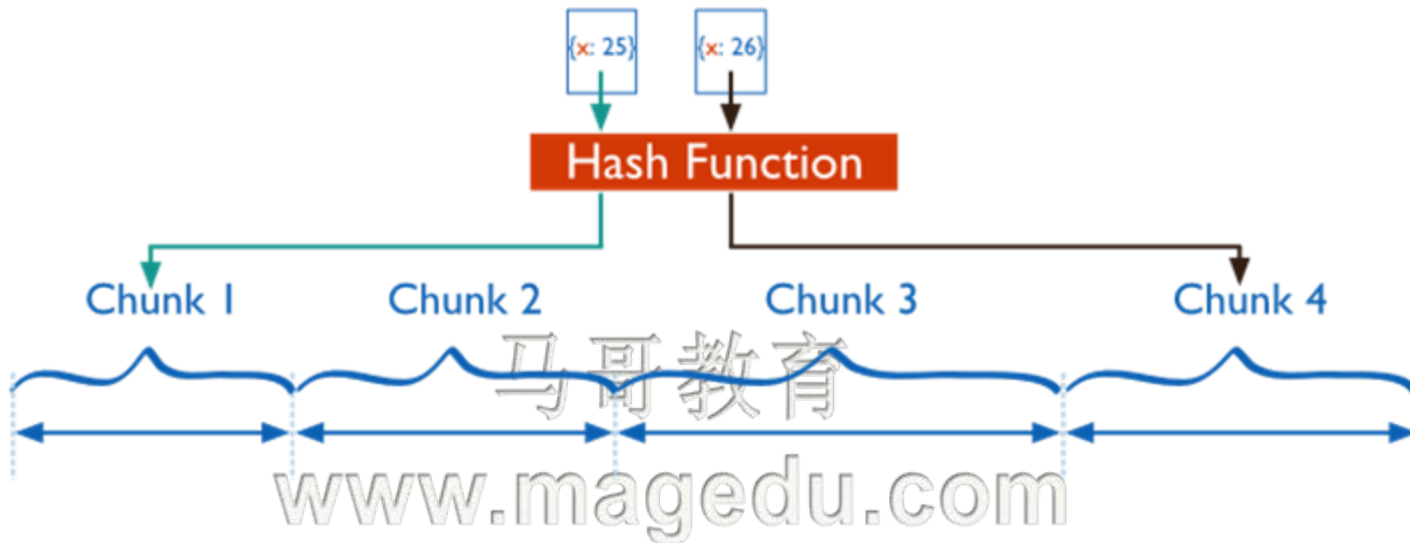 {x: 25} {x: 26}
Hash Function
Chunk 1 Chunk 2 Chunk 3 Chunk 4
马哥教育
www.magedu.com